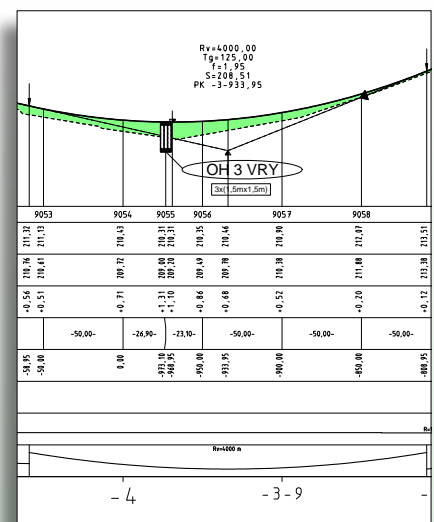 Rv=4000,00
Tg=125,00
f=1,95
S=208,51
PK -3-933,95
OH 3 VRY
3x(1,5mx1,5m)
9053 9054 9055 9056 9057 9058
211,32 211,13 210,43 210,31 210,31 210,35 210,46 210,90 212,07 213,51
210,76 210,61 209,72 209,00 209,20 209,49 209,78 210,38 211,88 213,38
+0,56 +0,51 +0,71 +1,31 +1,10 +0,86 +0,68 +0,52 +0,20 +0,12
-50,00- -26,90- -23,10- -50,00- -50,00- -50,00-
-58,95 -50,00 0,00 -973,10 -968,95 -950,00 -933,95 -900,00 -850,00 -808,95
Rv=4000 m
-4 -3-9 -